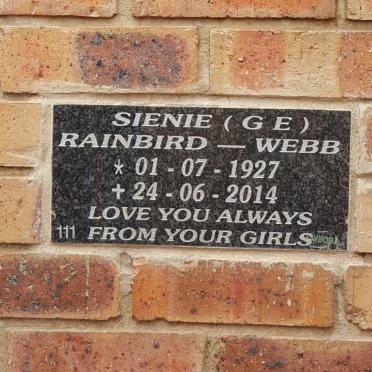 SIENIE ( G E )
RAINBIRD — WEBB
* 01 - 07 - 1927
✝ 24 - 06 - 2014
LOVE YOU ALWAYS
111 FROM YOUR GIRLS